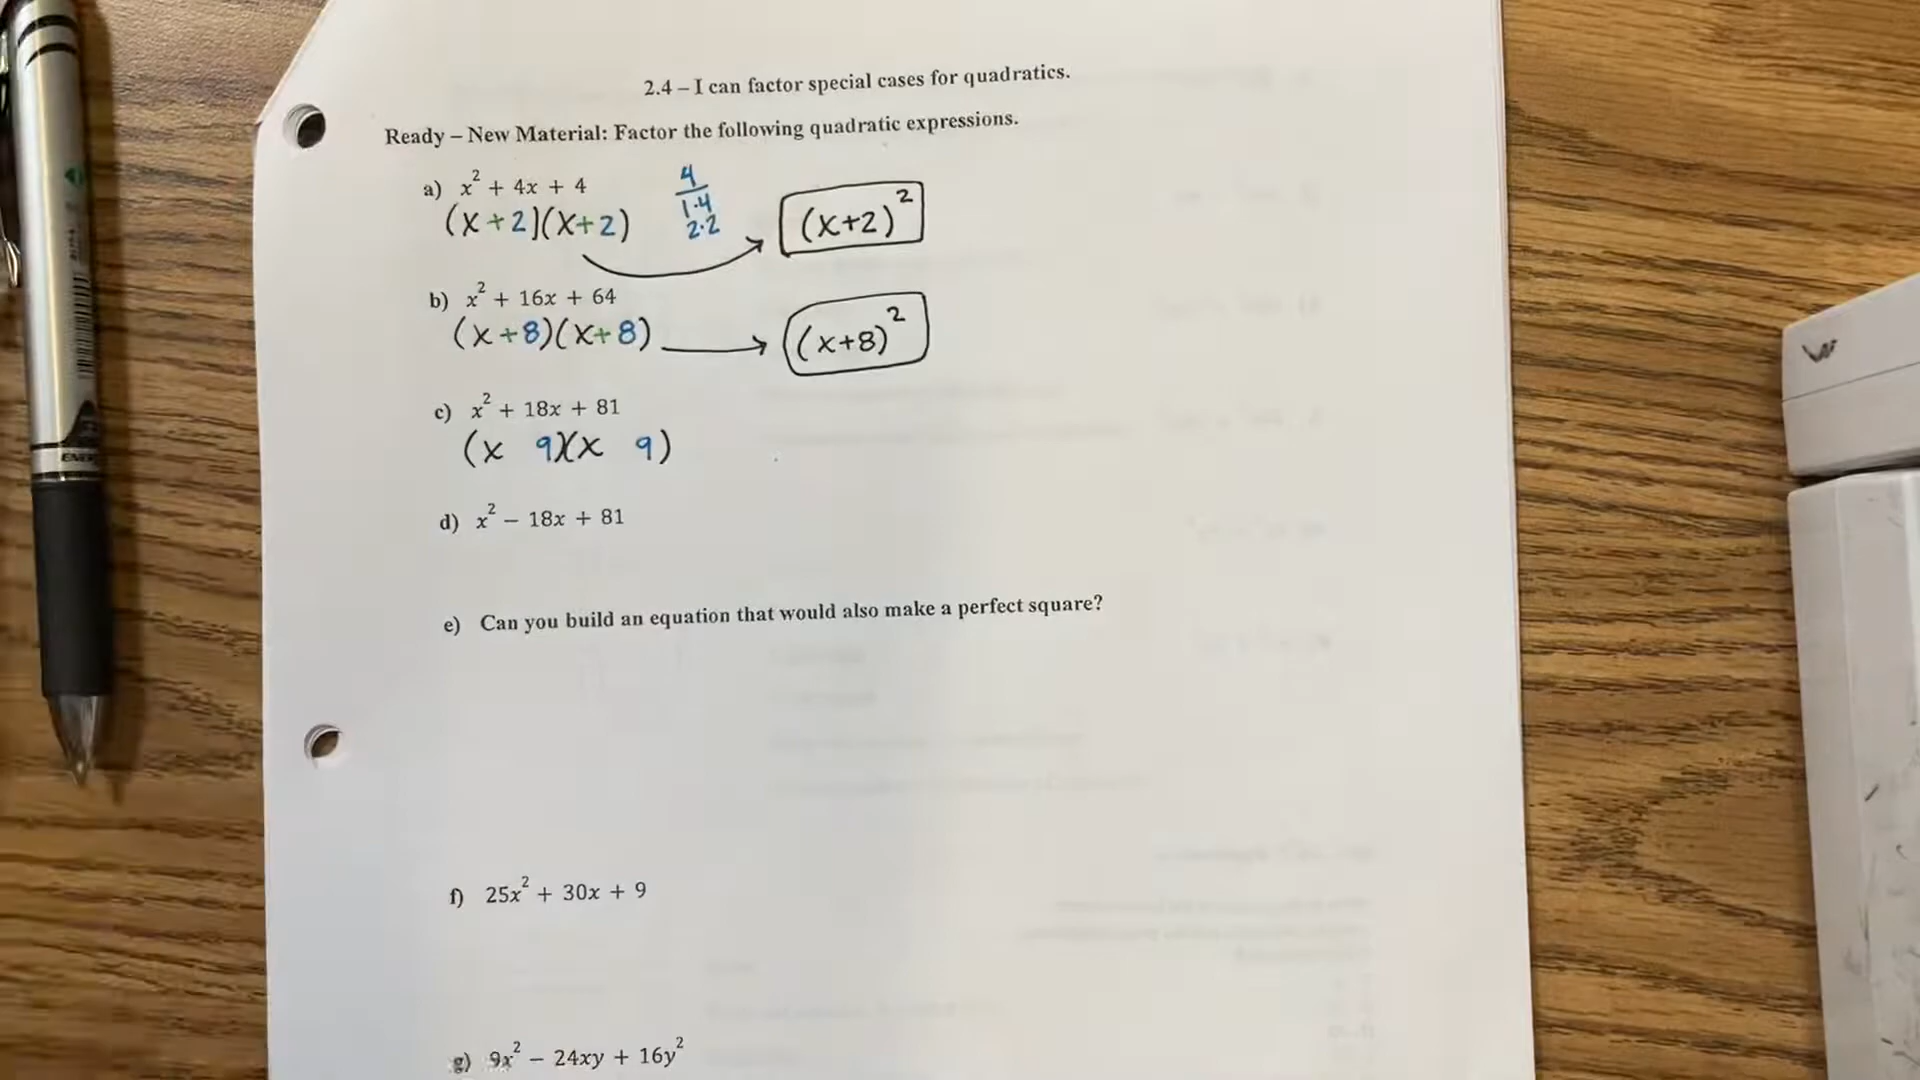 2.4 – I can factor special cases for quadratics.
Ready – New Material: Factor the following quadratic expressions.
a) x² + 4x + 4
(x+2)(x+2)
4
1·4
2·2
(x+2)²
b) x² + 16x + 64
(x+8)(x+8)
(x+8)²
c) x² + 18x + 81
(x 9)(x 9)
d) x² − 18x + 81
e) Can you build an equation that would also make a perfect square?
f) 25x² + 30x + 9
g) 9x² − 24xy + 16y²